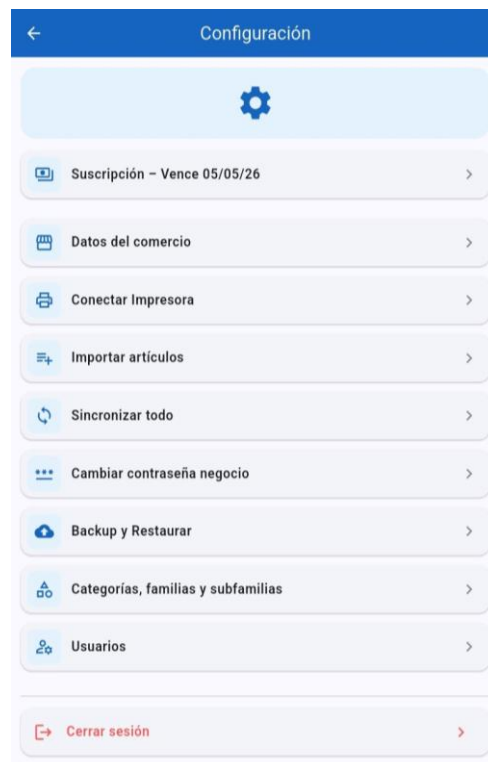 Configuración
Suscripción – Vence 05/05/26
Datos del comercio
Conectar Impresora
Importar artículos
Sincronizar todo
Cambiar contraseña negocio
Backup y Restaurar
Categorías, familias y subfamilias
Usuarios
Cerrar sesión